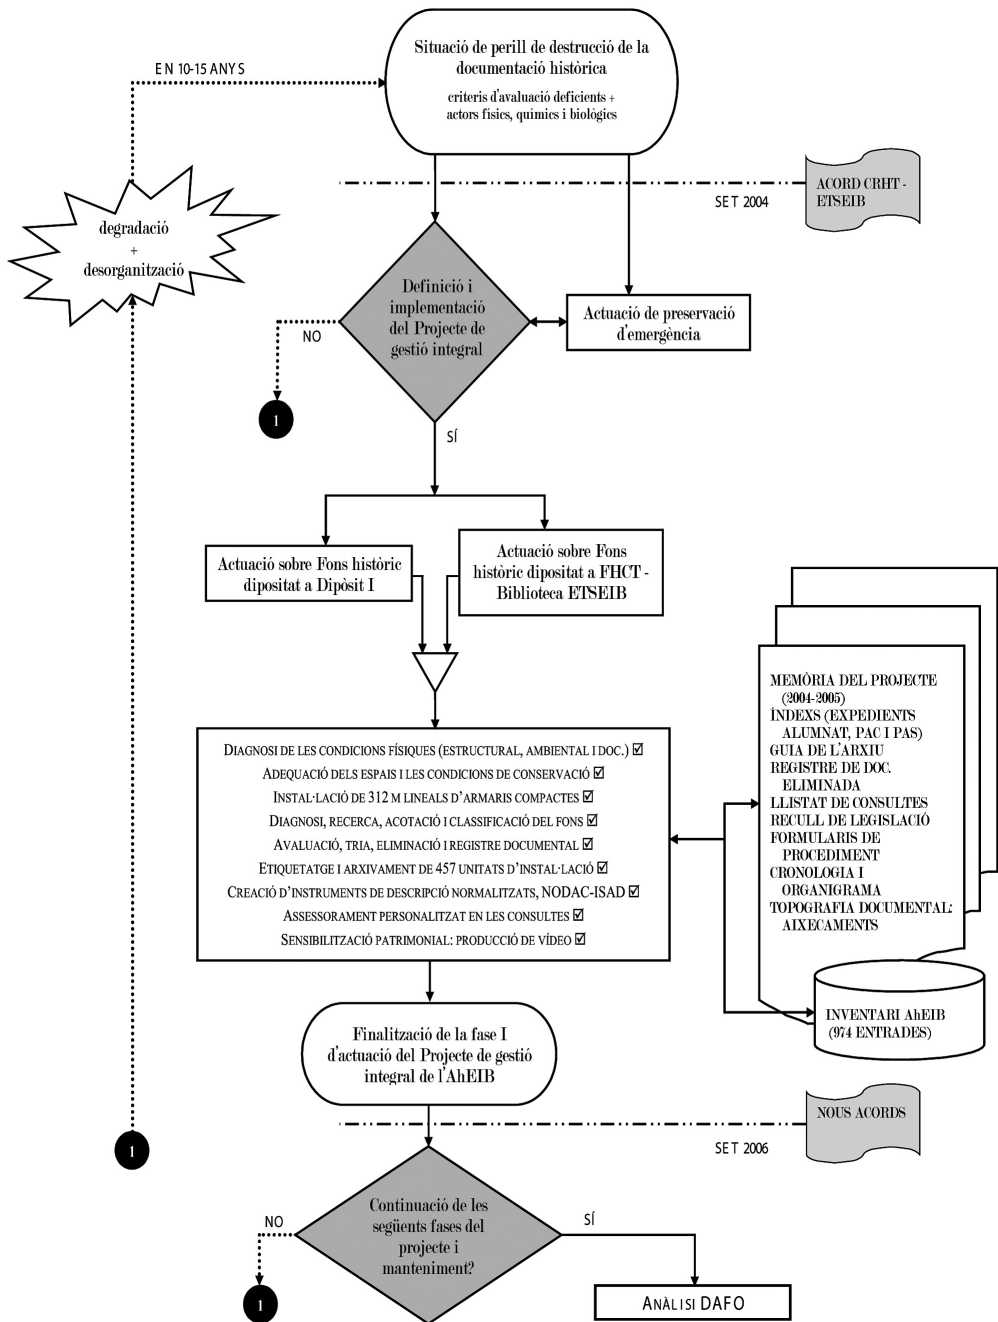 Situació de perill de destrucció de la
documentació històrica
criteris d'avaluació deficients +
actors físics, químics i biològics
EN 10-15 ANYS
ACORD CRHT -
ETSEIB
SET 2004
degradació
+
desorganització
Definició i
implementació
del Projecte de
gestió integral
Actuació de preservació
d'emergència
NO
1
SÍ
Actuació sobre Fons històric
dipositat a Dipòsit I
Actuació sobre Fons
històric dipositat a FHCT -
Biblioteca ETSEIB
DIAGNOSI DE LES CONDICIONS FÍSIQUES (ESTRUCTURAL, AMBIENTAL I DOC.) ☑
ADEQUACIÓ DELS ESPAIS I LES CONDICIONS DE CONSERVACIÓ ☑
INSTAL·LACIÓ DE 312 M LINEALS D'ARMARIS COMPACTES ☑
DIAGNOSI, RECERCA, ACOTACIÓ I CLASSIFICACIÓ DEL FONS ☑
AVALUACIÓ, TRIA, ELIMINACIÓ I REGISTRE DOCUMENTAL ☑
ETIQUETATGE I ARXIVAMENT DE 457 UNITATS D'INSTAL·LACIÓ ☑
CREACIÓ D'INSTRUMENTS DE DESCRIPCIÓ NORMALITZATS, NODAC-ISAD ☑
ASSESSORAMENT PERSONALITZAT EN LES CONSULTES ☑
SENSIBILITZACIÓ PATRIMONIAL: PRODUCCIÓ DE VÍDEO ☑
MEMÒRIA DEL PROJECTE
(2004-2005)
ÍNDEXS (EXPEDIENTS
ALUMNAT, PAC I PAS)
GUIA DE L'ARXIU
REGISTRE DE DOC.
ELIMINADA
LLISTAT DE CONSULTES
RECULL DE LEGISLACIÓ
FORMULARIS DE
PROCEDIMENT
CRONOLOGIA I
ORGANIGRAMA
TOPOGRAFIA DOCUMENTAL:
AIXECAMENTS
INVENTARI AhEIB
(974 ENTRADES)
Finalització de la fase I
d'actuació del Projecte de gestió
integral de l'AhEIB
NOUS ACORDS
SET 2006
1
Continuació de les
següents fases del
projecte i
manteniment?
NO
SÍ
1
ANÀLISI DAFO